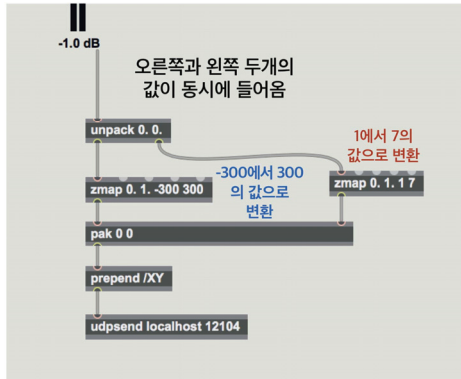 -1.0 dB
오른쪽과 왼쪽 두개의
값이 동시에 들어옴
unpack 0. 0.
1에서 7의
값으로 변환
-300에서 300
의 값으로
변환
zmap 0. 1. -300 300
zmap 0. 1. 1 7
pak 0 0
prepend /XY
udpsend localhost 12104